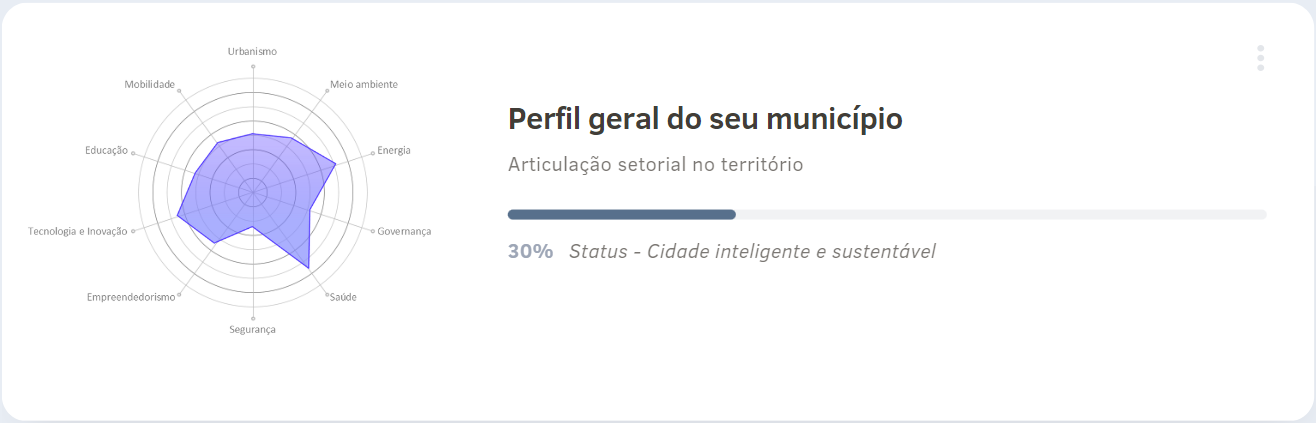 Urbanismo
Mobilidade
Meio ambiente
Educação
Energia
Tecnologia e Inovação
Governança
Empreendedorismo
Saúde
Segurança
Perfil geral do seu município
Articulação setorial no território
30% Status - Cidade inteligente e sustentável